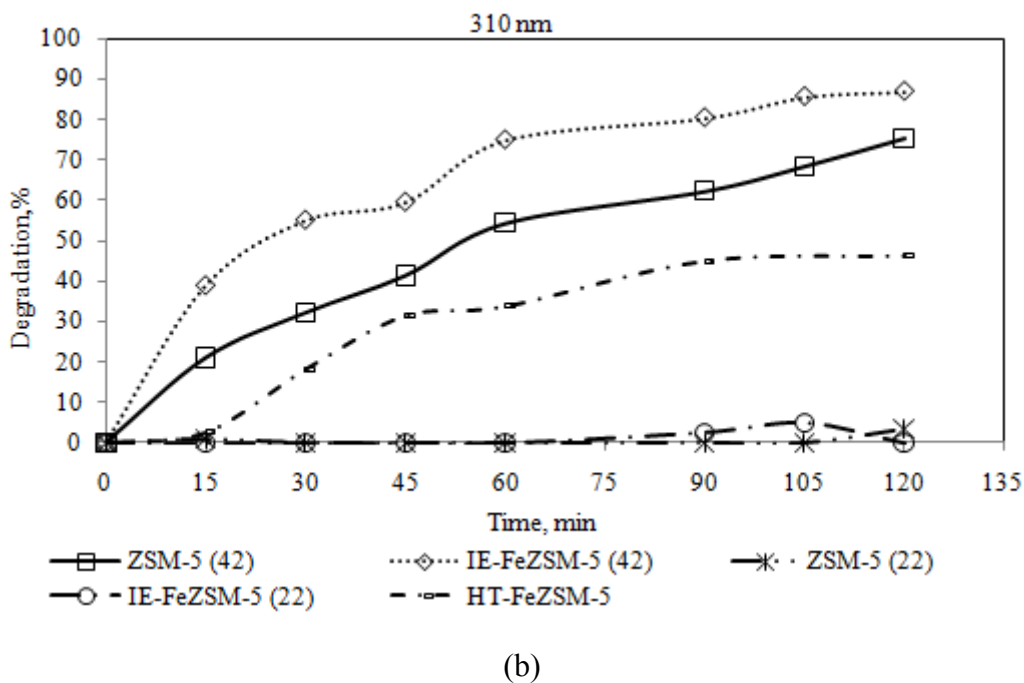 310 nm
100
90
80
70
60
50
40
30
20
10
0
Degradation,%
0 15 30 45 60 75 90 105 120 135
Time, min
ZSM-5 (42) IE-FeZSM-5 (42) ZSM-5 (22)
IE-FeZSM-5 (22) HT-FeZSM-5
(b)